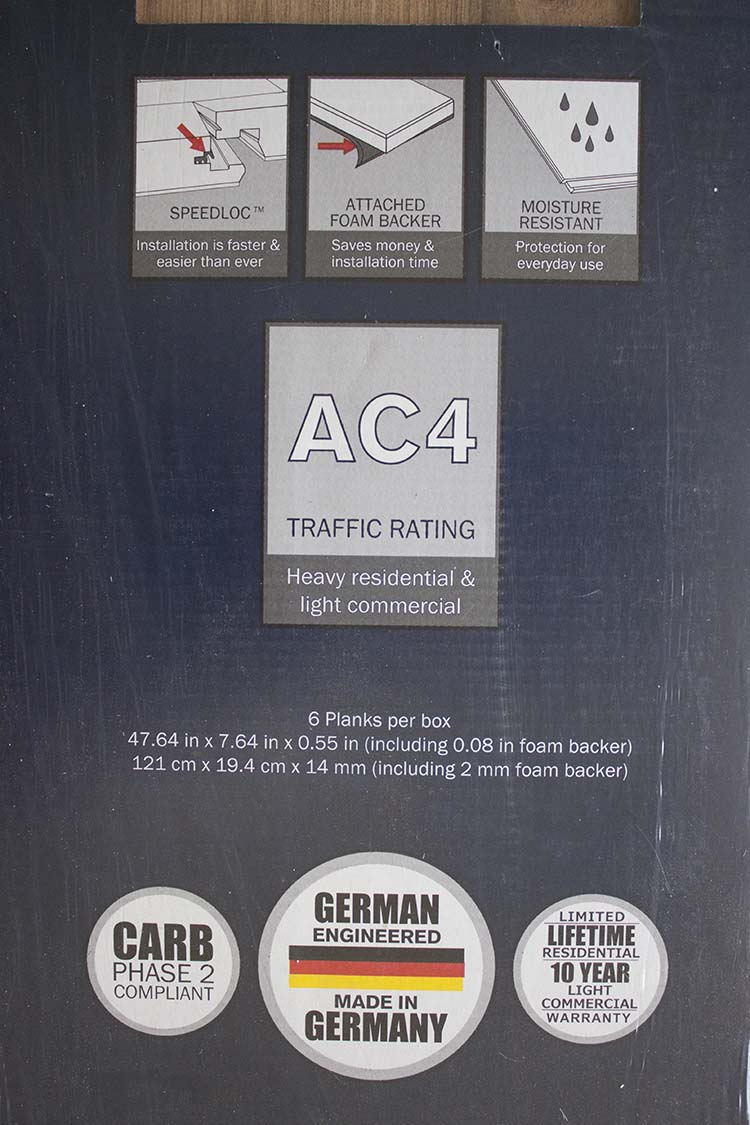 SPEEDLOC™
Installation is faster &
easier than ever
ATTACHED
FOAM BACKER
Saves money &
installation time
MOISTURE
RESISTANT
Protection for
everyday use
AC4
TRAFFIC RATING
Heavy residential &
light commercial
6 Planks per box
47.64 in x 7.64 in x 0.55 in (including 0.08 in foam backer)
121 cm x 19.4 cm x 14 mm (including 2 mm foam backer)
CARB
PHASE 2
COMPLIANT
GERMAN
ENGINEERED
MADE IN
GERMANY
LIMITED
LIFETIME
RESIDENTIAL
10 YEAR
LIGHT
COMMERCIAL
WARRANTY